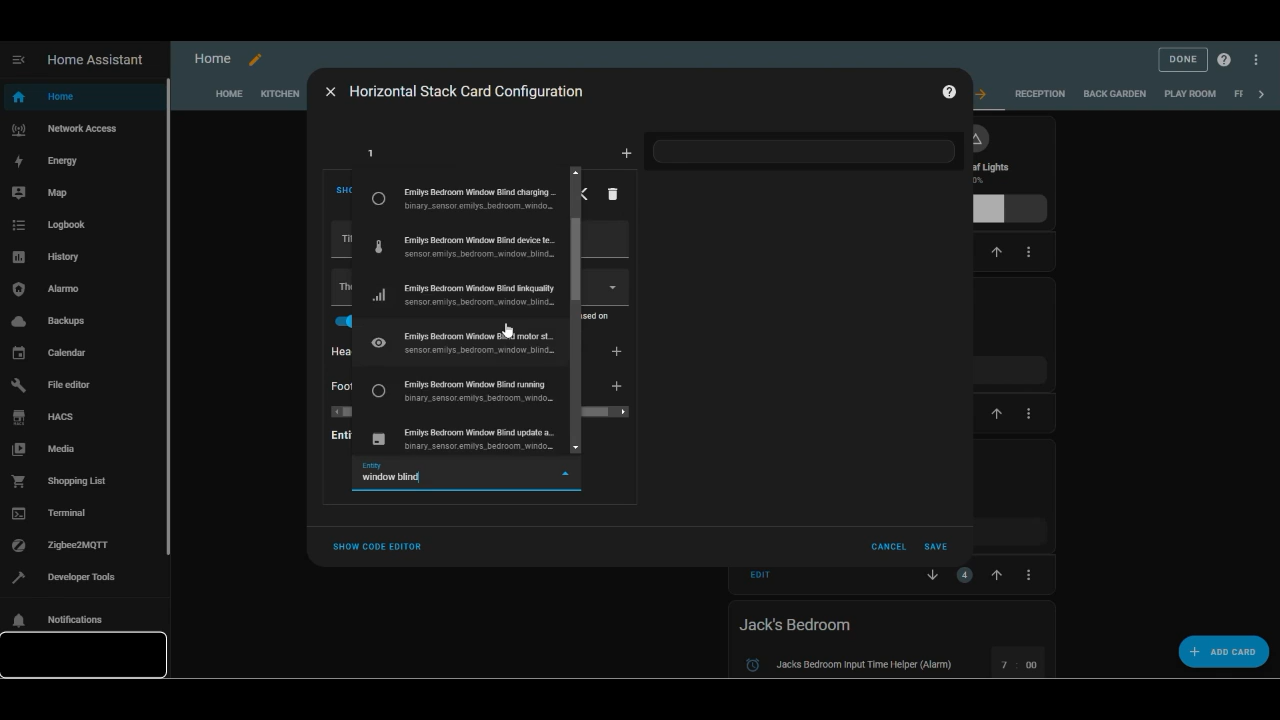 Home Assistant
Home
Network Access
Energy
Map
Logbook
History
Alarmo
Backups
Calendar
File editor
HACS
Media
Shopping List
Terminal
Zigbee2MQTT
Developer Tools
Notifications
Home
DONE
HOME
KITCHEN
RECEPTION
BACK GARDEN
PLAY ROOM
Horizontal Stack Card Configuration
1
Emilys Bedroom Window Blind charging ...
binary_sensor.emilys_bedroom_windo...
Emilys Bedroom Window Blind device te...
sensor.emilys_bedroom_window_blind...
Emilys Bedroom Window Blind linkquality
sensor.emilys_bedroom_window_blind...
Emilys Bedroom Window Blind motor st...
sensor.emilys_bedroom_window_blind...
Emilys Bedroom Window Blind running
binary_sensor.emilys_bedroom_windo...
Emilys Bedroom Window Blind update a...
binary_sensor.emilys_bedroom_windo...
Entity
window blind
SHOW CODE EDITOR
CANCEL
SAVE
Lights
EDIT
4
Jack's Bedroom
Jacks Bedroom Input Time Helper (Alarm)
7 : 00
ADD CARD